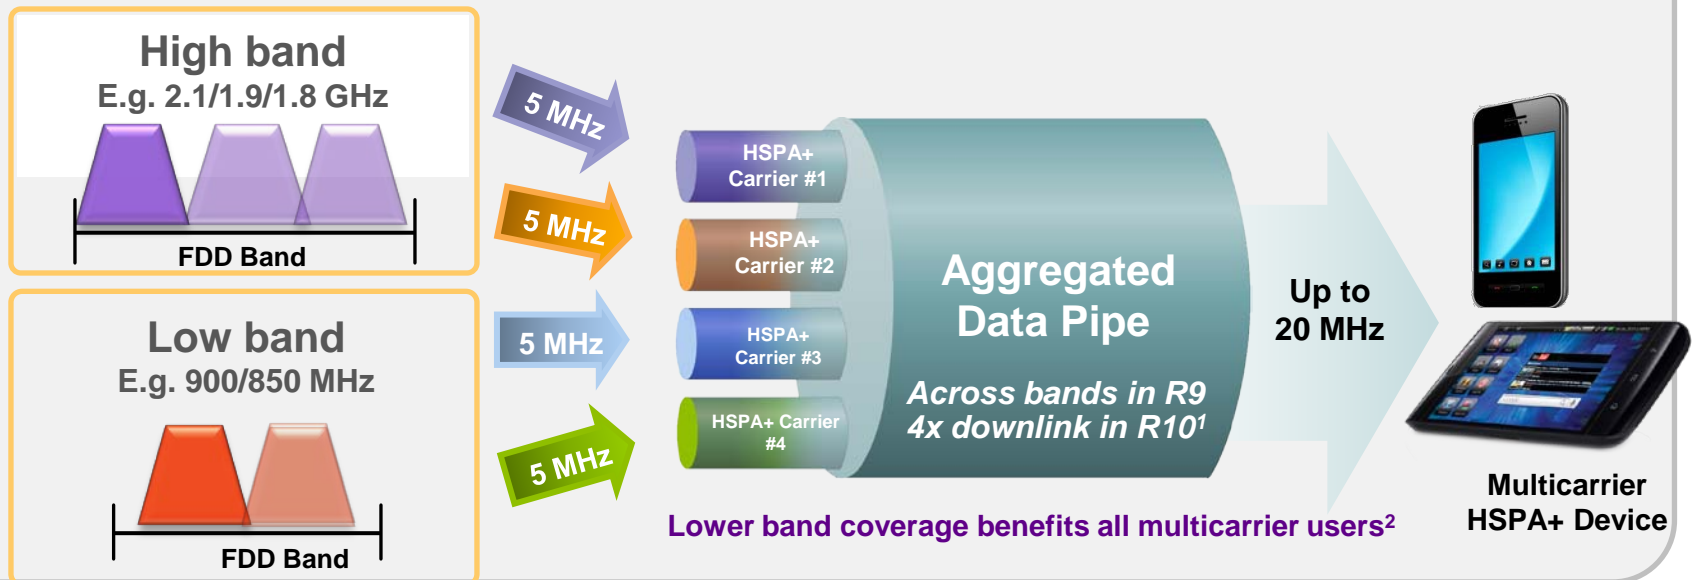 High band
E.g. 2.1/1.9/1.8 GHz
FDD Band
Low band
E.g. 900/850 MHz
FDD Band
5 MHz
5 MHz
5 MHz
5 MHz
HSPA+
Carrier #1
HSPA+
Carrier #2
HSPA+
Carrier #3
HSPA+ Carrier
#4
Aggregated
Data Pipe
Across bands in R9
4x downlink in R10¹
Lower band coverage benefits all multicarrier users²
Up to
20 MHz
Multicarrier
HSPA+ Device